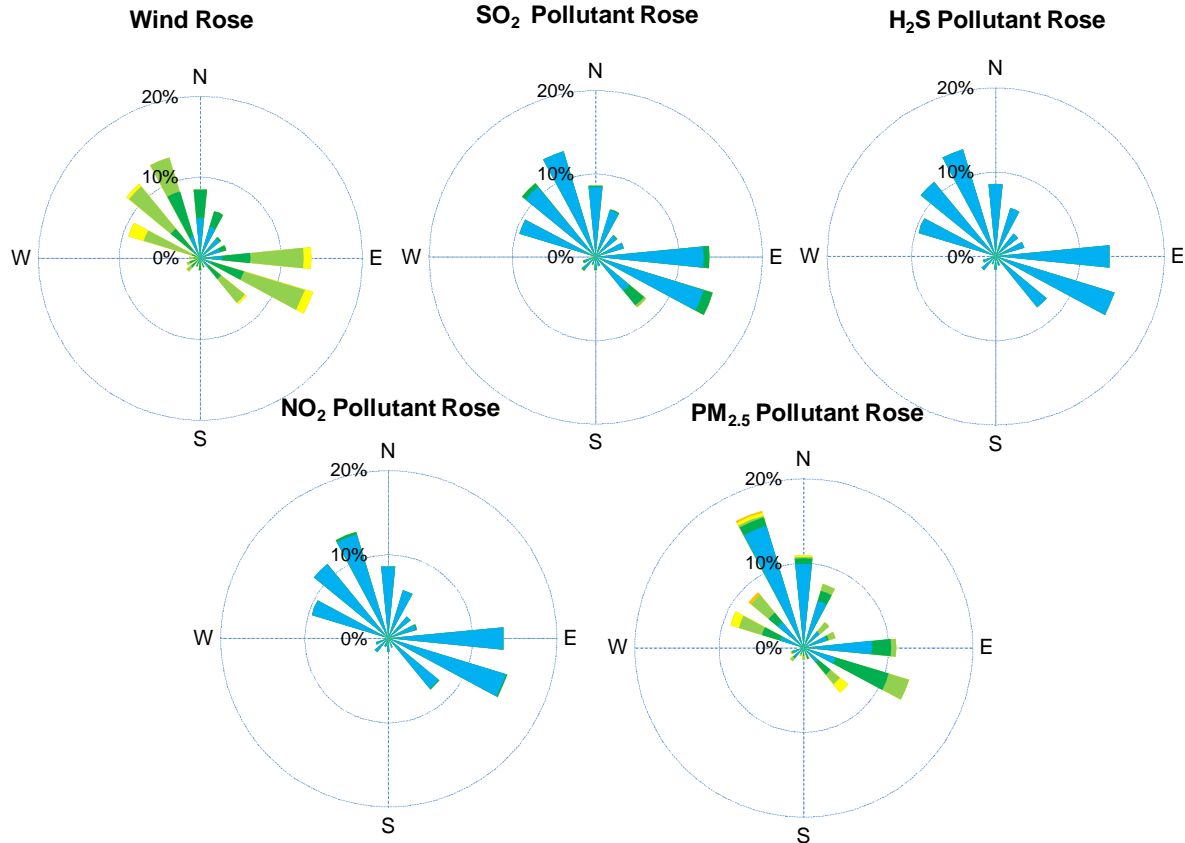 Wind Rose
N
20%
10%
0%
W
E
S
SO₂ Pollutant Rose
N
20%
10%
0%
W
E
S
H₂S Pollutant Rose
N
20%
10%
0%
W
E
S
NO₂ Pollutant Rose
N
20%
10%
0%
W
E
S
PM₂.₅ Pollutant Rose
N
20%
10%
0%
W
E
S